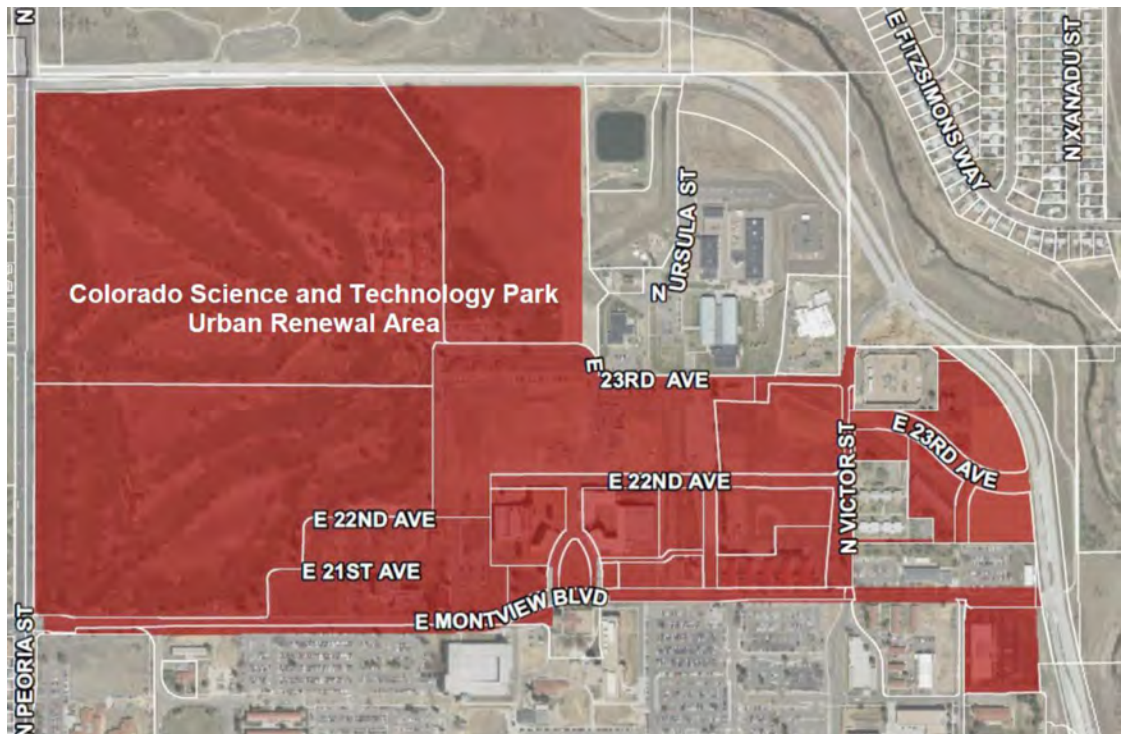 N
E FITZSIMONS WAY
N XANADU ST
N URSULA ST
Colorado Science and Technology Park
Urban Renewal Area
E 23RD AVE
E 23RD AVE
N VICTOR ST
E 22ND AVE
E 22ND AVE
E 21ST AVE
E MONTVIEW BLVD
N PEORIA ST